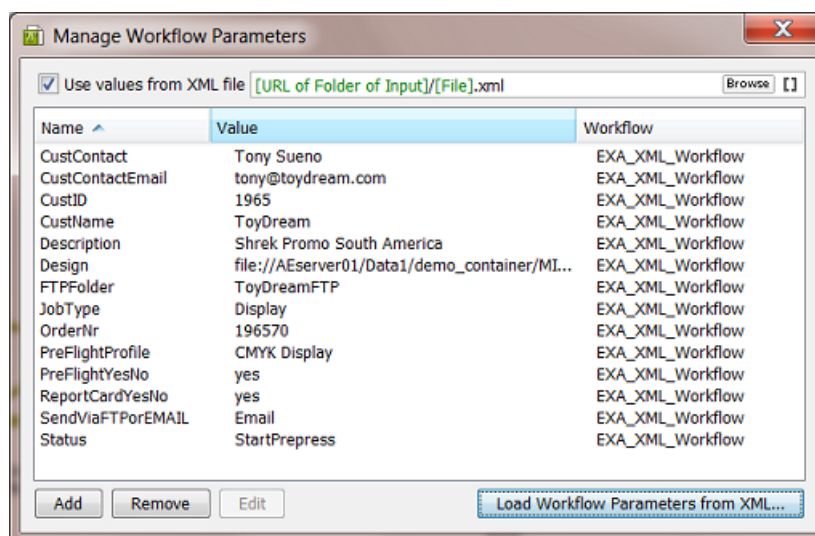 Manage Workflow Parameters
Use values from XML file [URL of Folder of Input]/[File].xml Browse []
Name Value Workflow
CustContact Tony Sueno EXA_XML_Workflow
CustContactEmail tony@toydream.com EXA_XML_Workflow
CustID 1965 EXA_XML_Workflow
CustName ToyDream EXA_XML_Workflow
Description Shrek Promo South America EXA_XML_Workflow
Design file://AEserver01/Data1/demo_container/MI... EXA_XML_Workflow
FTPFolder ToyDreamFTP EXA_XML_Workflow
JobType Display EXA_XML_Workflow
OrderNr 196570 EXA_XML_Workflow
PreFlightProfile CMYK Display EXA_XML_Workflow
PreFlightYesNo yes EXA_XML_Workflow
ReportCardYesNo yes EXA_XML_Workflow
SendViaFTPorEMAIL Email EXA_XML_Workflow
Status StartPrepress EXA_XML_Workflow
Add Remove Edit Load Workflow Parameters from XML...